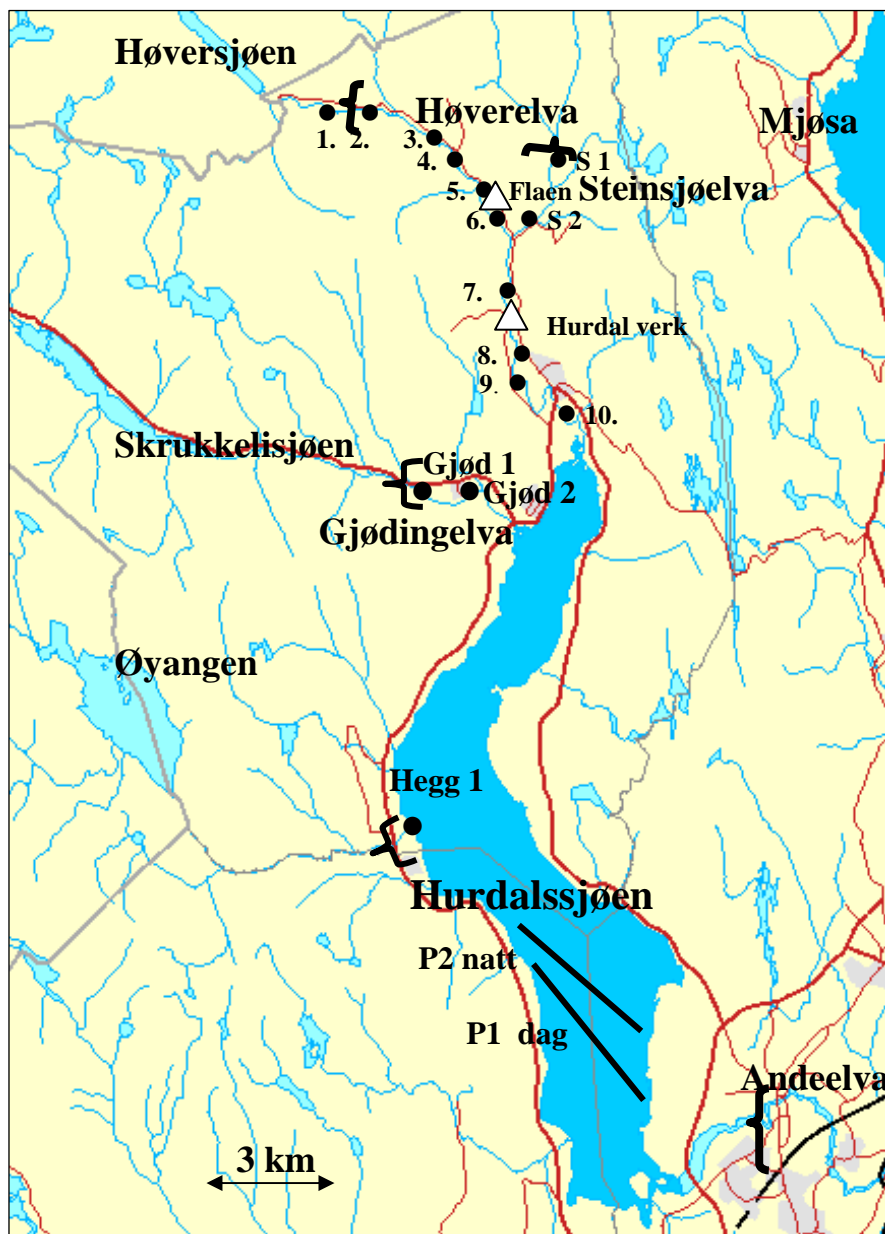 Høversjøen
Høverelva
Mjøsa
1.
2.
3.
4.
S 1
5.
Flaen
Steinsjøelva
6.
S 2
7.
Hurdal verk
8.
9.
10.
Skrukkelisjøen
Gjød 1
Gjød 2
Gjødingelva
Øyangen
Hegg 1
Hurdalssjøen
P2 natt
P1 dag
Andeelva
3 km